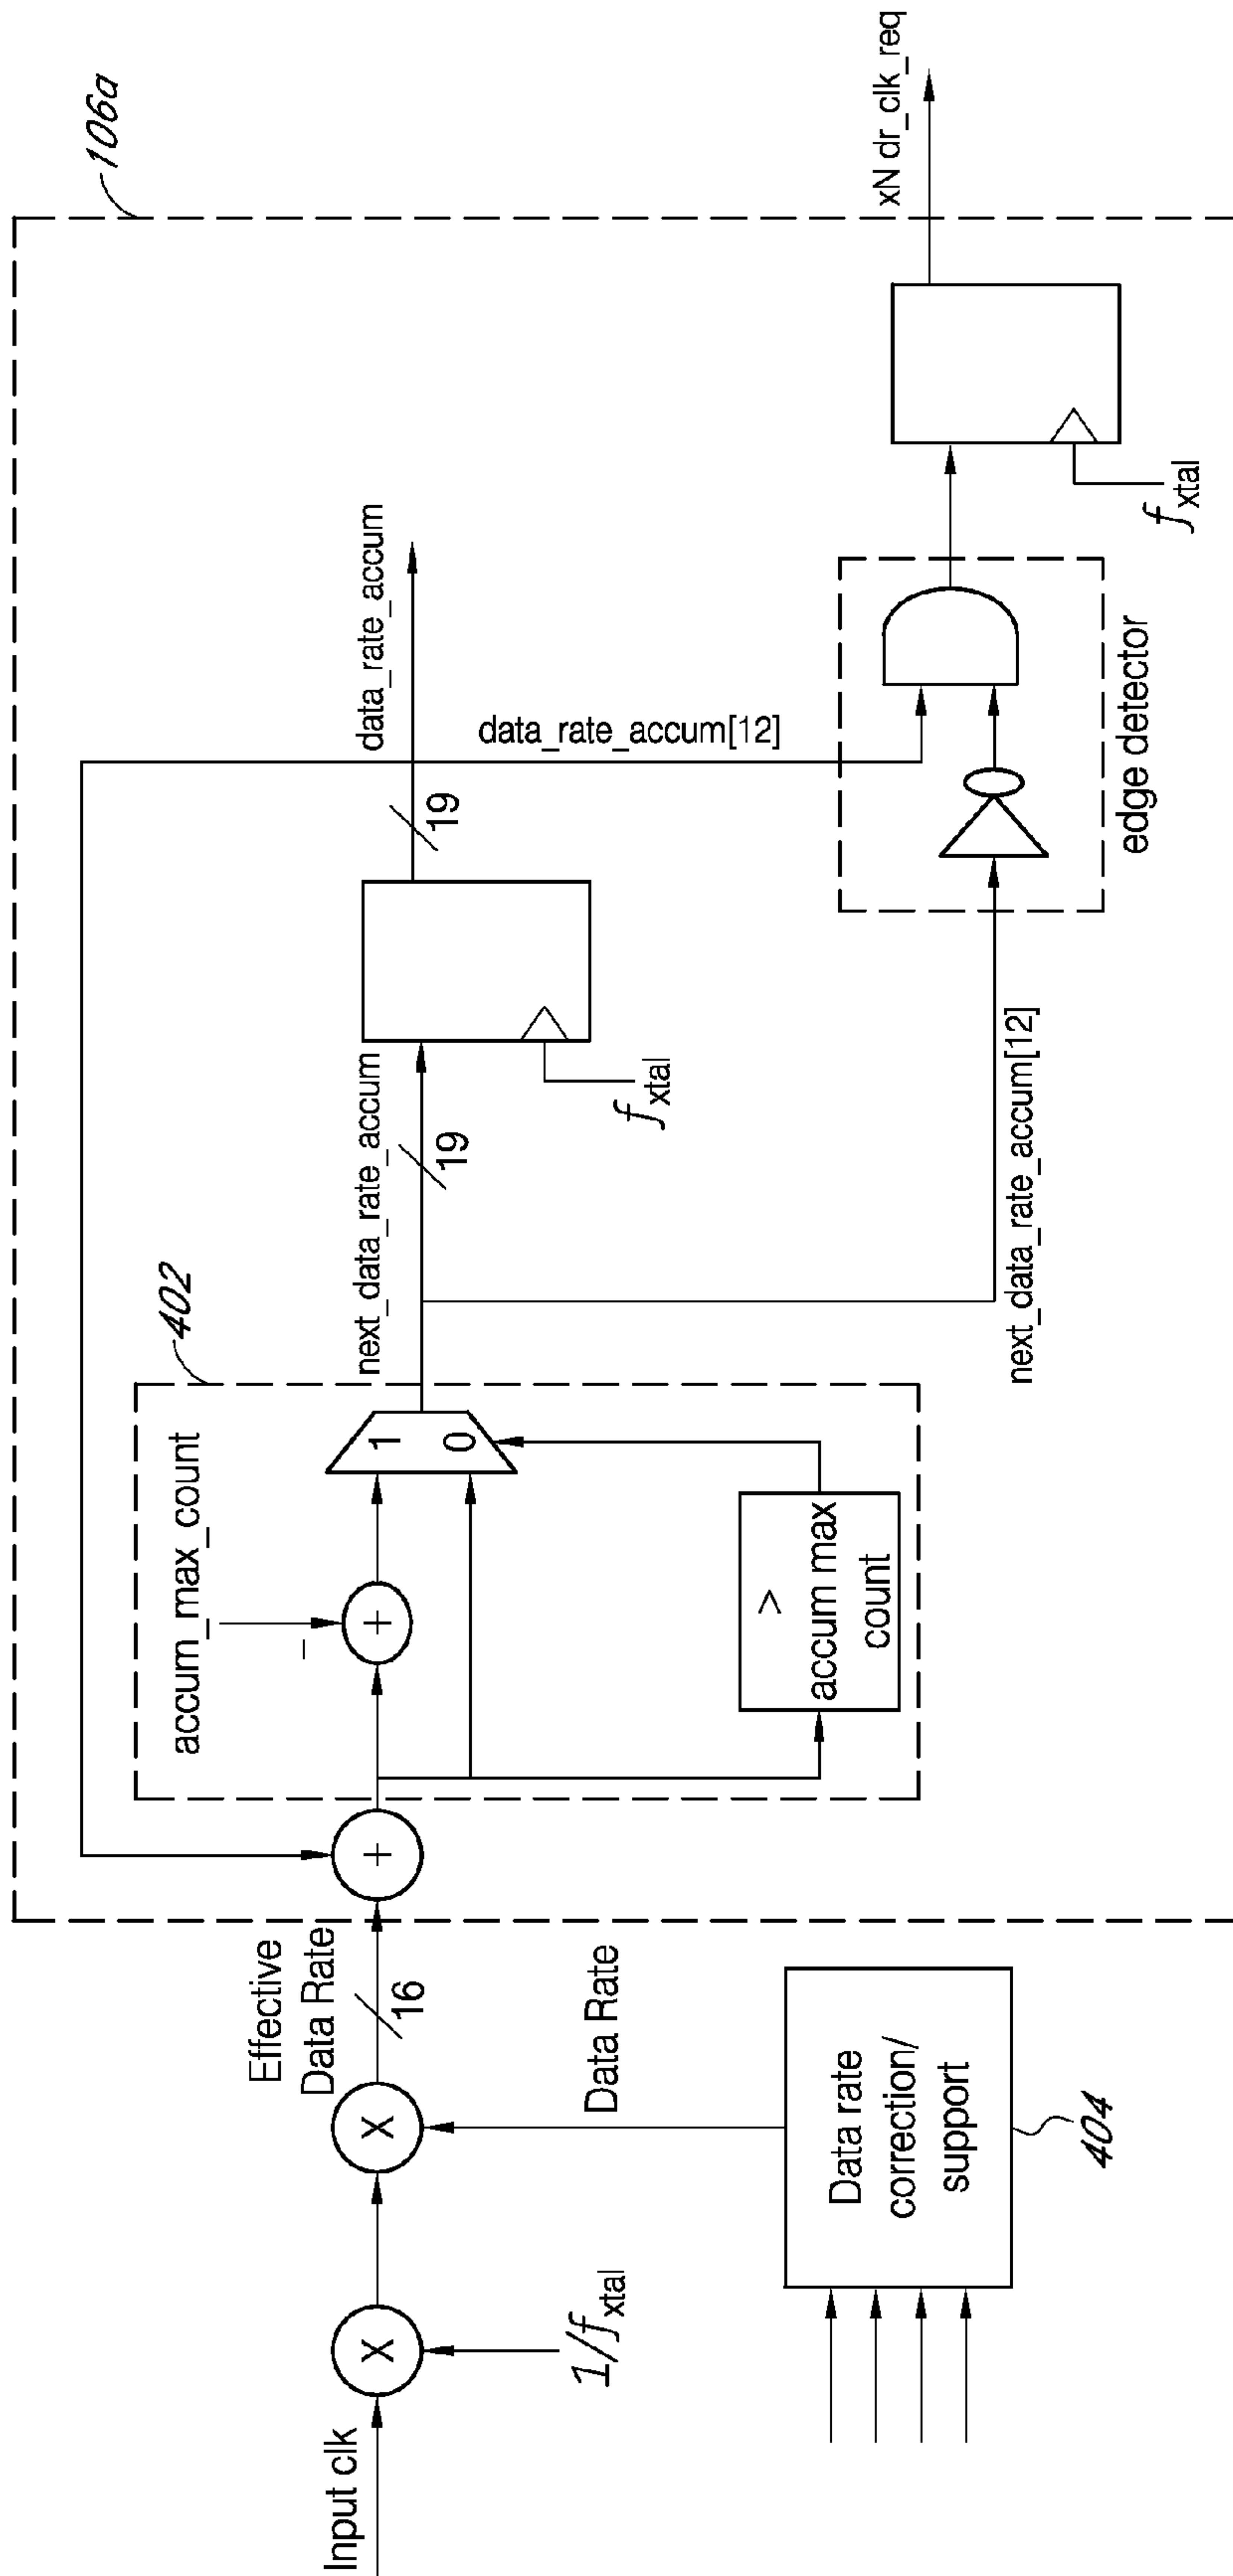 106a
xN dr_clk_req
402
accum_max_count
next_data_rate_accum
19
data_rate_accum
19
data_rate_accum[12]
Input clk
X
X
Effective
Data Rate
16
+
+
–
1
0
>
accum max
count
f xtal
1/f xtal
Data Rate
Data rate
correction/
support
404
next_data_rate_accum[12]
edge detector
f xtal